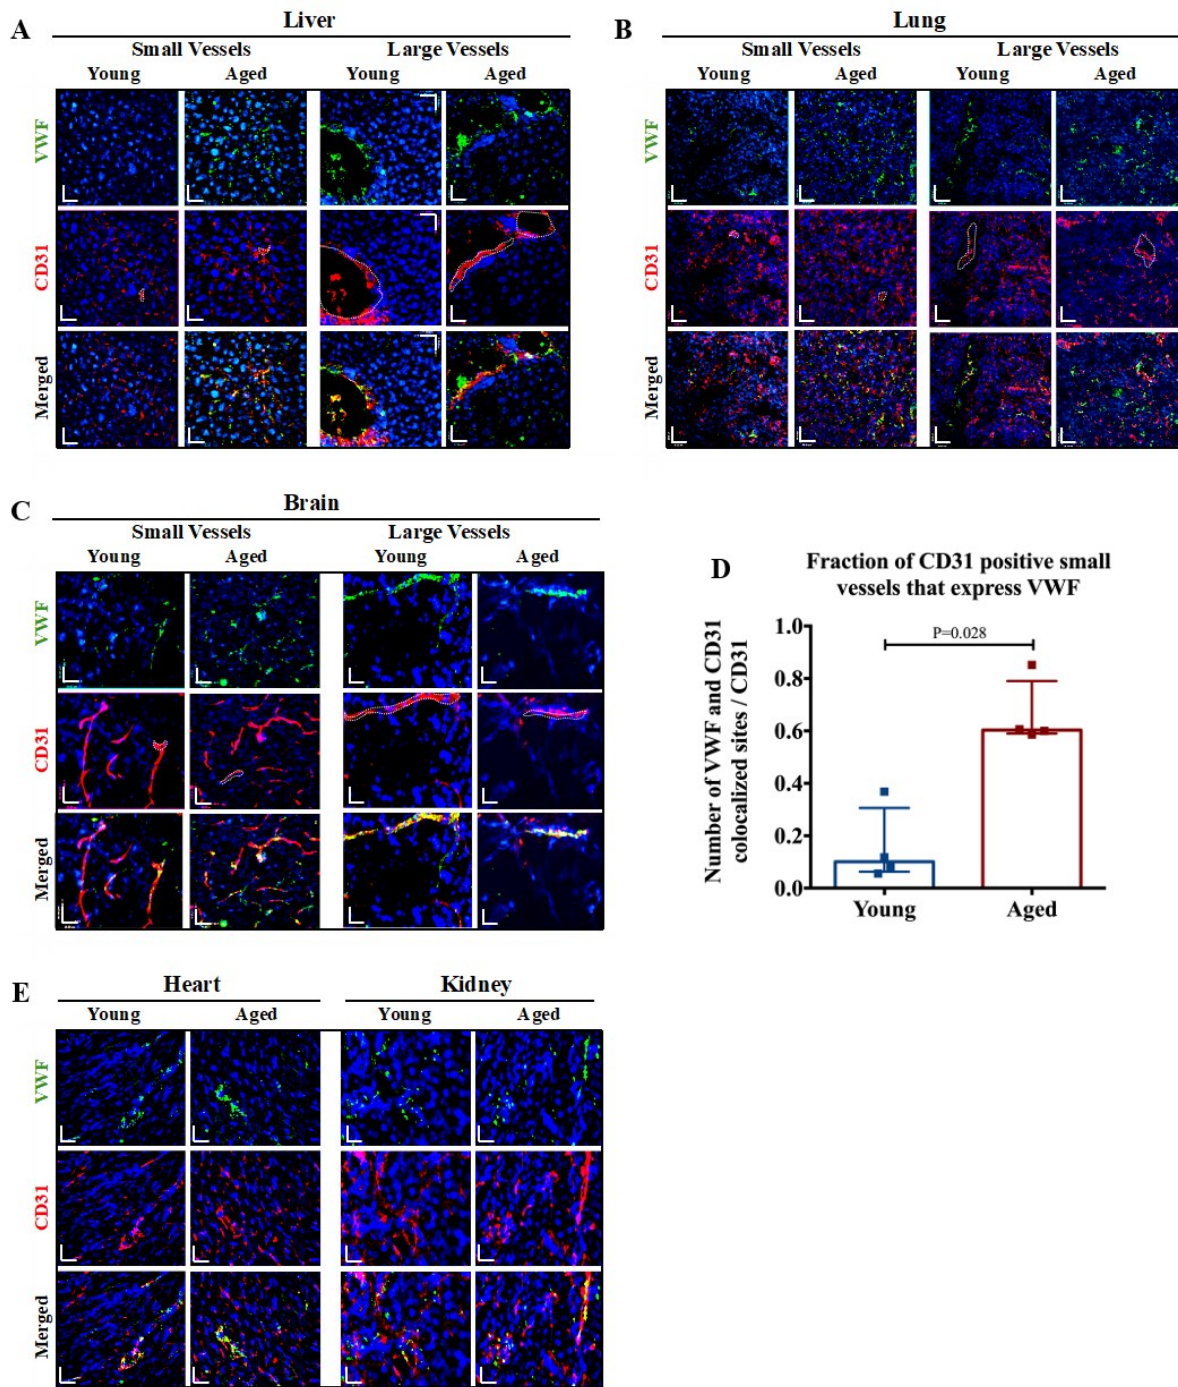 A
Liver
Small Vessels
Large Vessels
Young
Aged
Young
Aged
VWF
CD31
Merged
B
Lung
Small Vessels
Large Vessels
Young
Aged
Young
Aged
VWF
CD31
Merged
C
Brain
Small Vessels
Large Vessels
Young
Aged
Young
Aged
VWF
CD31
Merged
D
Fraction of CD31 positive small
vessels that express VWF
Number of VWF and CD31
colocalized sites / CD31
1.0
0.8
0.6
0.4
0.2
0.0
P=0.028
Young
Aged
E
Heart
Kidney
Young
Aged
Young
Aged
VWF
CD31
Merged